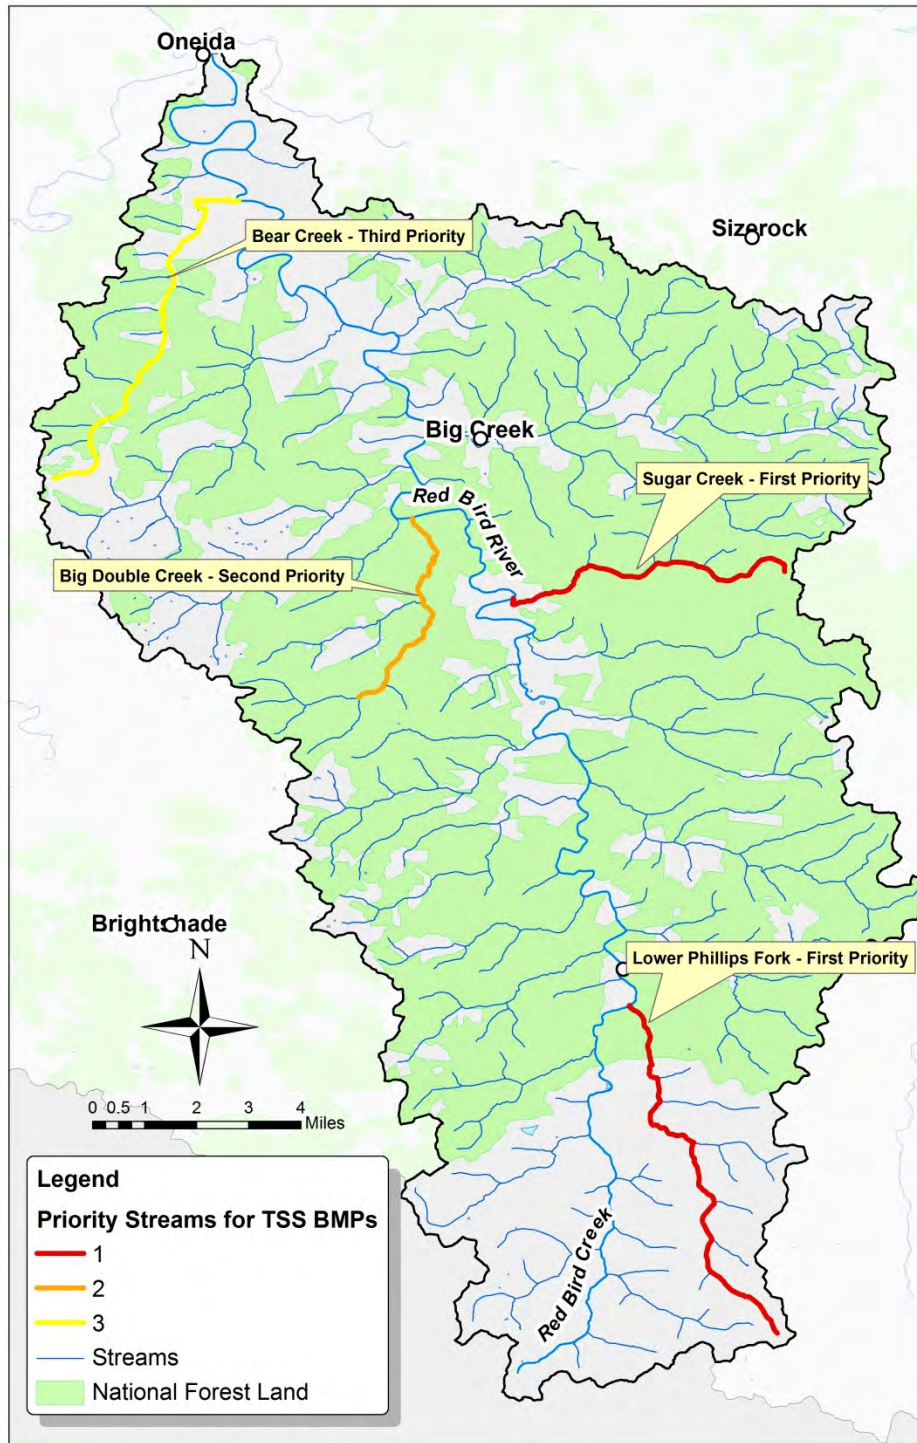 Oneida
Bear Creek - Third Priority
Sizerock
Big Creek
Sugar Creek - First Priority
Red Bird River
Big Double Creek - Second Priority
Brightshade
N
Lower Phillips Fork - First Priority
0 0.5 1 2 3 4
Miles
Red Bird Creek
Legend
Priority Streams for TSS BMPs
1
2
3
Streams
National Forest Land